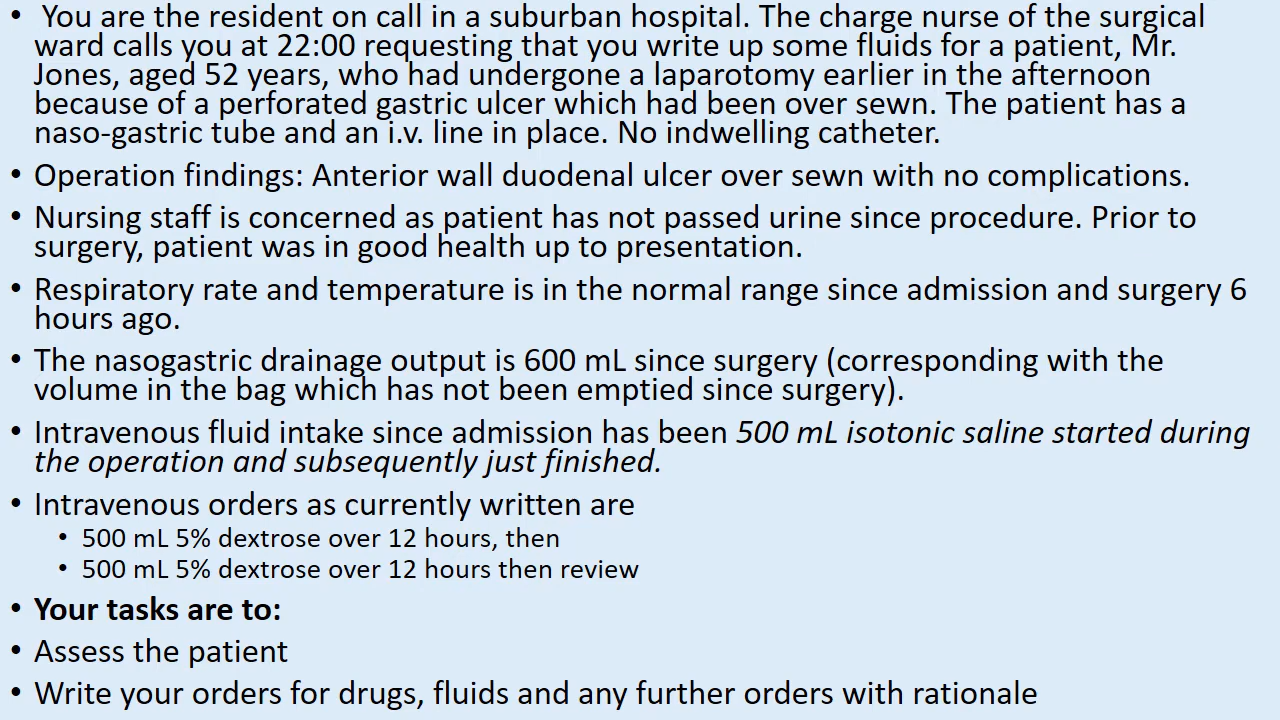 • You are the resident on call in a suburban hospital. The charge nurse of the surgical
ward calls you at 22:00 requesting that you write up some fluids for a patient, Mr.
Jones, aged 52 years, who had undergone a laparotomy earlier in the afternoon
because of a perforated gastric ulcer which had been over sewn. The patient has a
naso-gastric tube and an i.v. line in place. No indwelling catheter.
• Operation findings: Anterior wall duodenal ulcer over sewn with no complications.
• Nursing staff is concerned as patient has not passed urine since procedure. Prior to
surgery, patient was in good health up to presentation.
• Respiratory rate and temperature is in the normal range since admission and surgery 6
hours ago.
• The nasogastric drainage output is 600 mL since surgery (corresponding with the
volume in the bag which has not been emptied since surgery).
• Intravenous fluid intake since admission has been 500 mL isotonic saline started during
the operation and subsequently just finished.
• Intravenous orders as currently written are
• 500 mL 5% dextrose over 12 hours, then
• 500 mL 5% dextrose over 12 hours then review
• Your tasks are to:
• Assess the patient
• Write your orders for drugs, fluids and any further orders with rationale